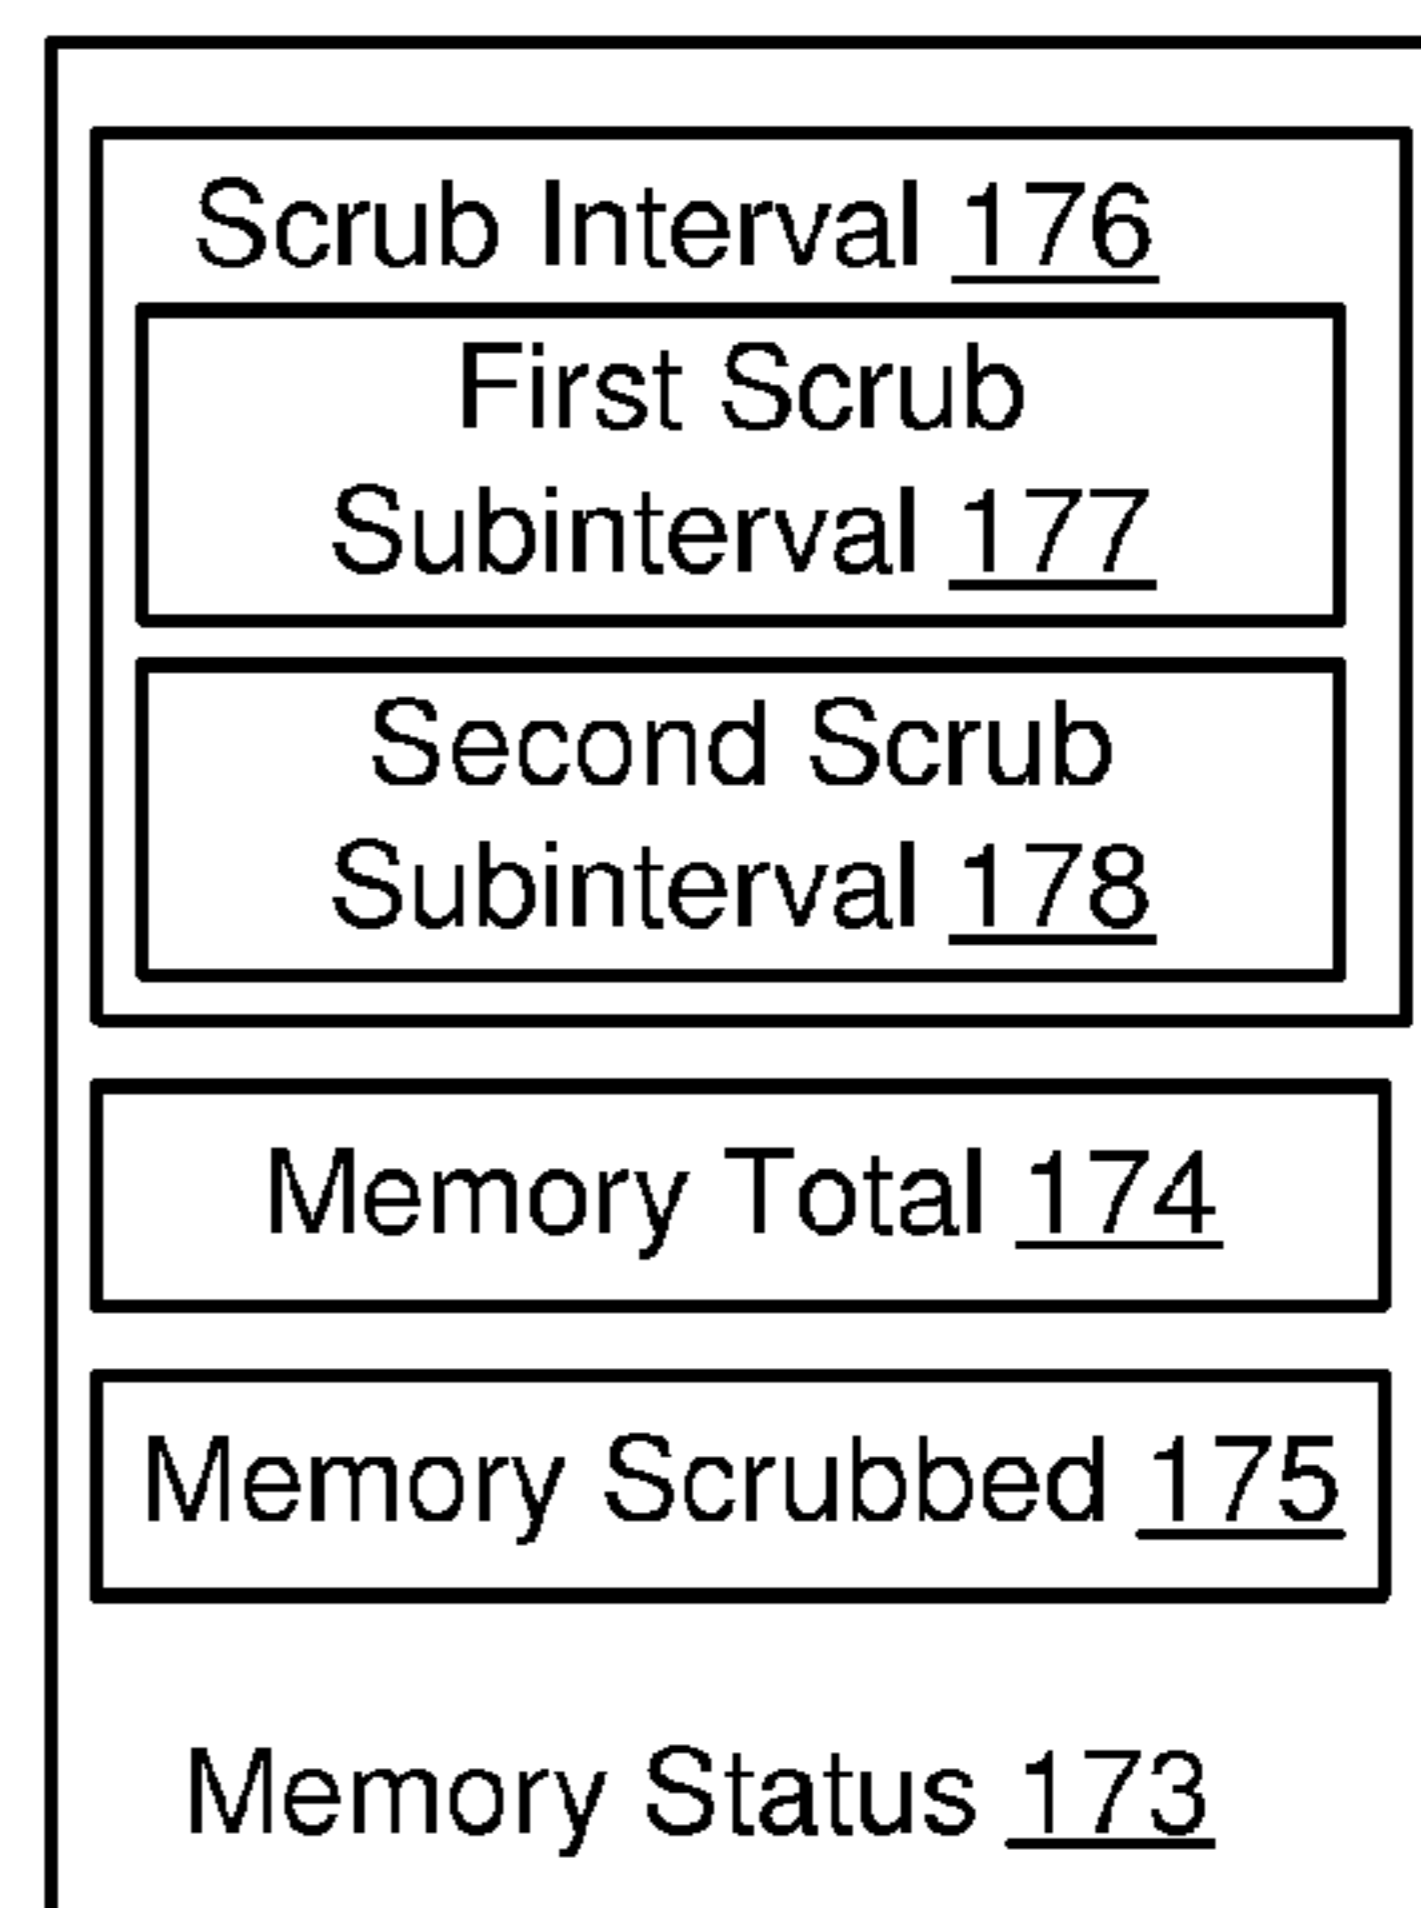 Scrub Interval 176
First Scrub
Subinterval 177
Second Scrub
Subinterval 178
Memory Total 174
Memory Scrubbed 175
Memory Status 173